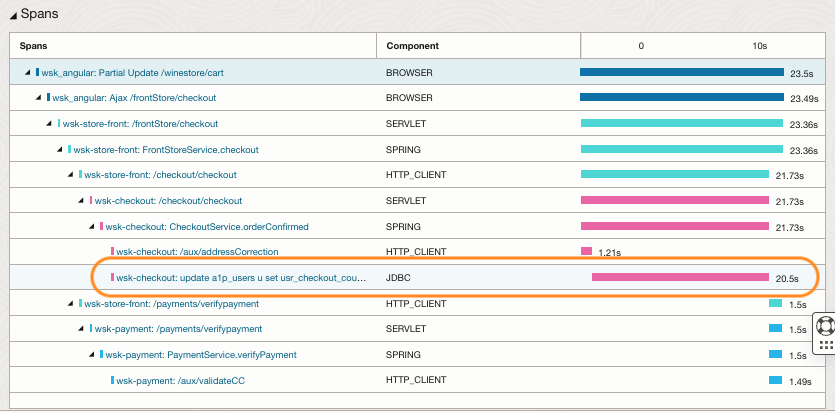 Spans
Spans Component 0 10s
wsk_angular: Partial Update /winestore/cart BROWSER 23.5s
wsk_angular: Ajax /frontStore/checkout BROWSER 23.49s
wsk-store-front: /frontStore/checkout SERVLET 23.36s
wsk-store-front: FrontStoreService.checkout SPRING 23.36s
wsk-store-front: /checkout/checkout HTTP_CLIENT 21.73s
wsk-checkout: /checkout/checkout SERVLET 21.73s
wsk-checkout: CheckoutService.orderConfirmed SPRING 21.73s
wsk-checkout: /aux/addressCorrection HTTP_CLIENT 1.21s
wsk-checkout: update a1p_users u set usr_checkout_cou... JDBC 20.5s
wsk-store-front: /payments/verifypayment HTTP_CLIENT 1.5s
wsk-payment: /payments/verifypayment SERVLET 1.5s
wsk-payment: PaymentService.verifyPayment SPRING 1.5s
wsk-payment: /aux/validateCC HTTP_CLIENT 1.49s